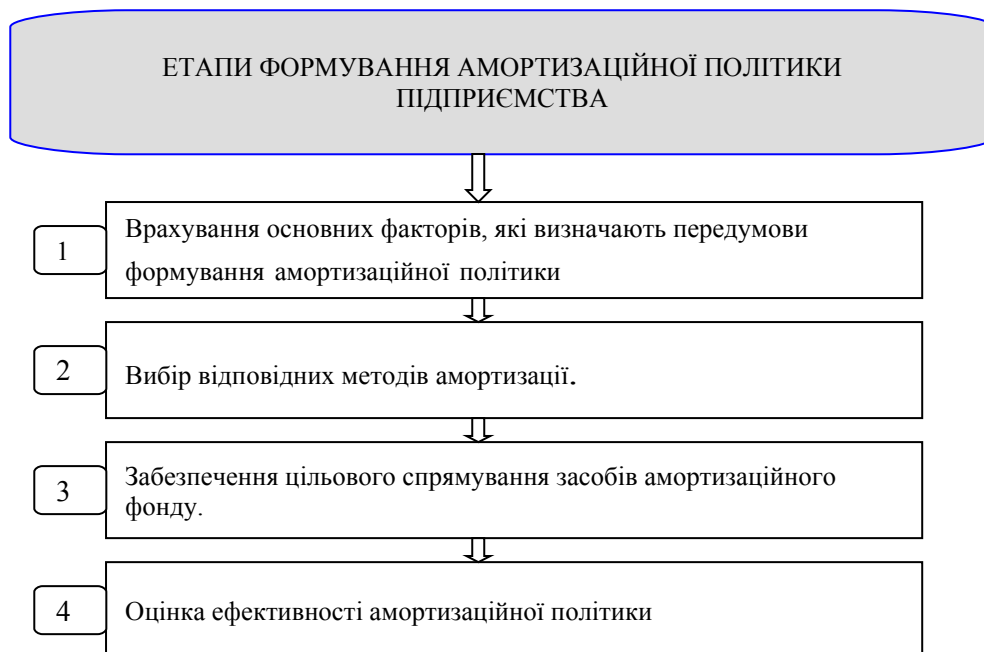 ЕТАПИ ФОРМУВАННЯ АМОРТИЗАЦІЙНОЇ ПОЛІТИКИ
ПІДПРИЄМСТВА
1
Врахування основних факторів, які визначають передумови
формування амортизаційної політики
2
Вибір відповідних методів амортизації.
3
Забезпечення цільового спрямування засобів амортизаційного
фонду.
4
Оцінка ефективності амортизаційної політики